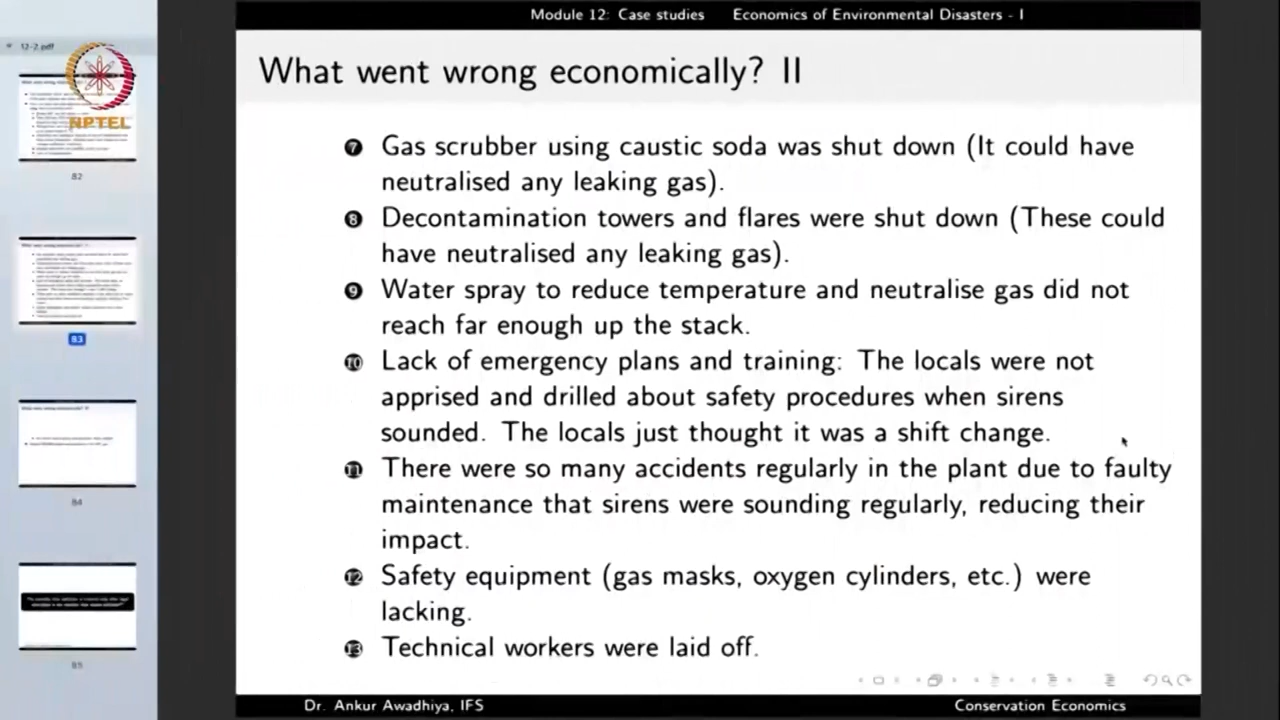 Module 12: Case studies Economics of Environmental Disasters - I
12-2.pdf
NPTEL
82
83
84
85
What went wrong economically? II
7 Gas scrubber using caustic soda was shut down (It could have
neutralised any leaking gas).
8 Decontamination towers and flares were shut down (These could
have neutralised any leaking gas).
9 Water spray to reduce temperature and neutralise gas did not
reach far enough up the stack.
10 Lack of emergency plans and training: The locals were not
apprised and drilled about safety procedures when sirens
sounded. The locals just thought it was a shift change.
11 There were so many accidents regularly in the plant due to faulty
maintenance that sirens were sounding regularly, reducing their
impact.
12 Safety equipment (gas masks, oxygen cylinders, etc.) were
lacking.
13 Technical workers were laid off.
Dr. Ankur Awadhiya, IFS Conservation Economics